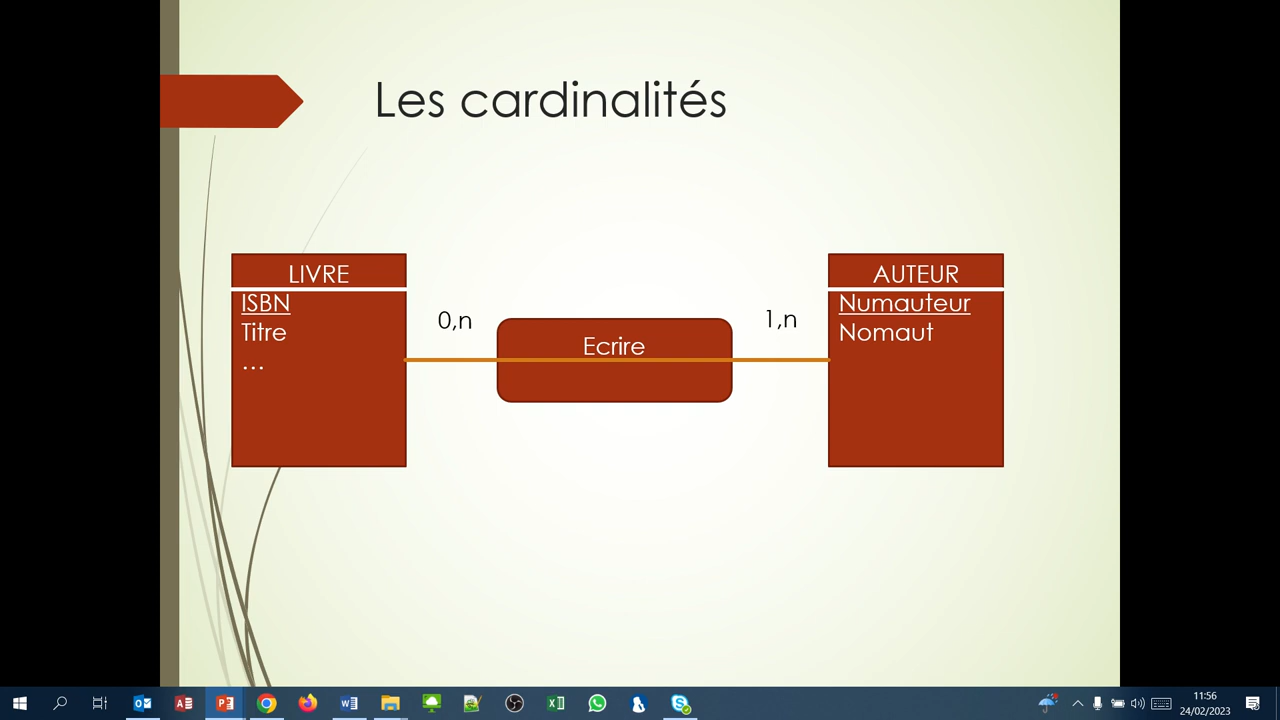 Les cardinalités
LIVRE
ISBN
Titre
...
0,n
Ecrire
1,n
AUTEUR
Numauteur
Nomaut
11:56
24/02/2023